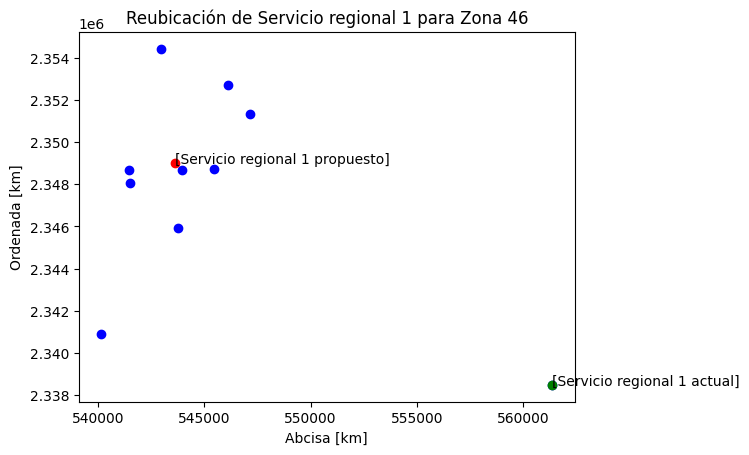 Reubicación de Servicio regional 1 para Zona 46
1e6
2.354
2.352
2.350
2.348
2.346
2.344
2.342
2.340
2.338
Ordenada [km]
[Servicio regional 1 propuesto]
[Servicio regional 1 actual]
540000 545000 550000 555000 560000
Abcisa [km]